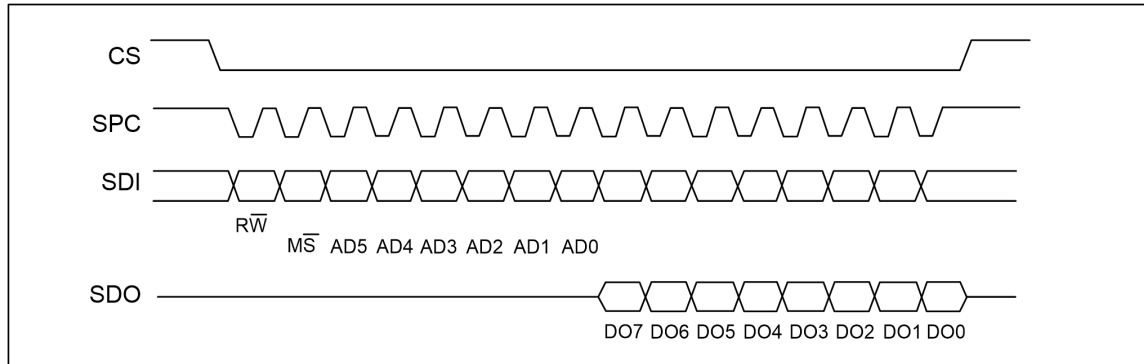 CS
SPC
SDI
RW̅
MS̅ AD5 AD4 AD3 AD2 AD1 AD0
SDO
DO7 DO6 DO5 DO4 DO3 DO2 DO1 DO0